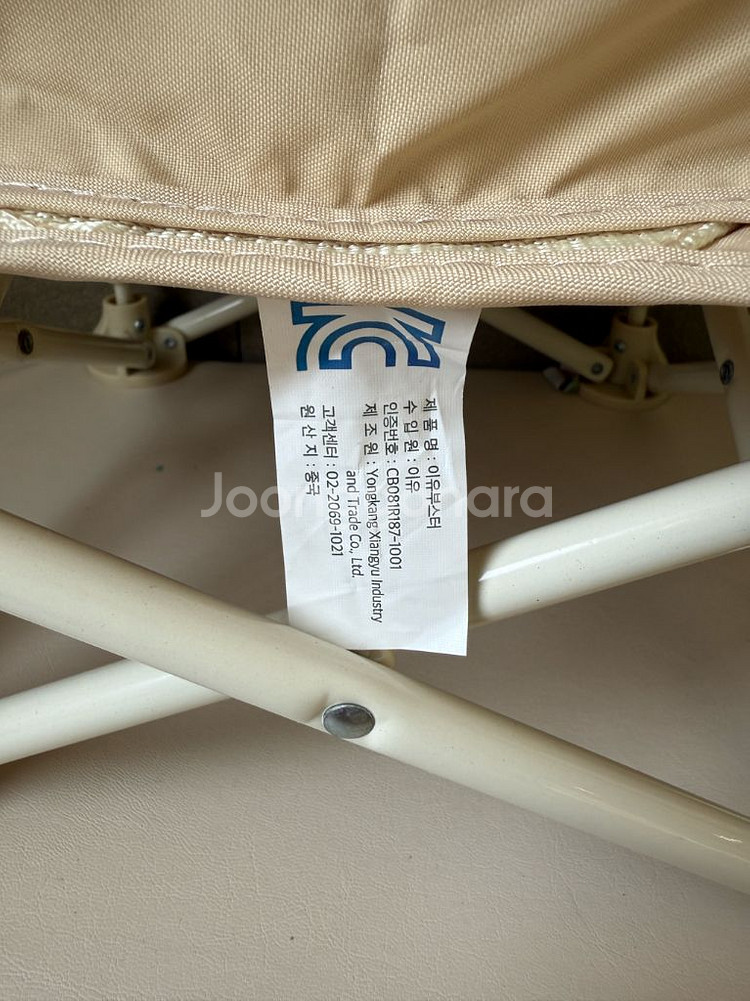 KC
제 품 명 : 이유부스터
수 입 원 : 이유
인증번호 : CB081R187-1001
제 조 원 : Yongkang Xiangyu Industry
and Trade Co., Ltd.
고객센터 : 02-2069-1021
원 산 지 : 중국